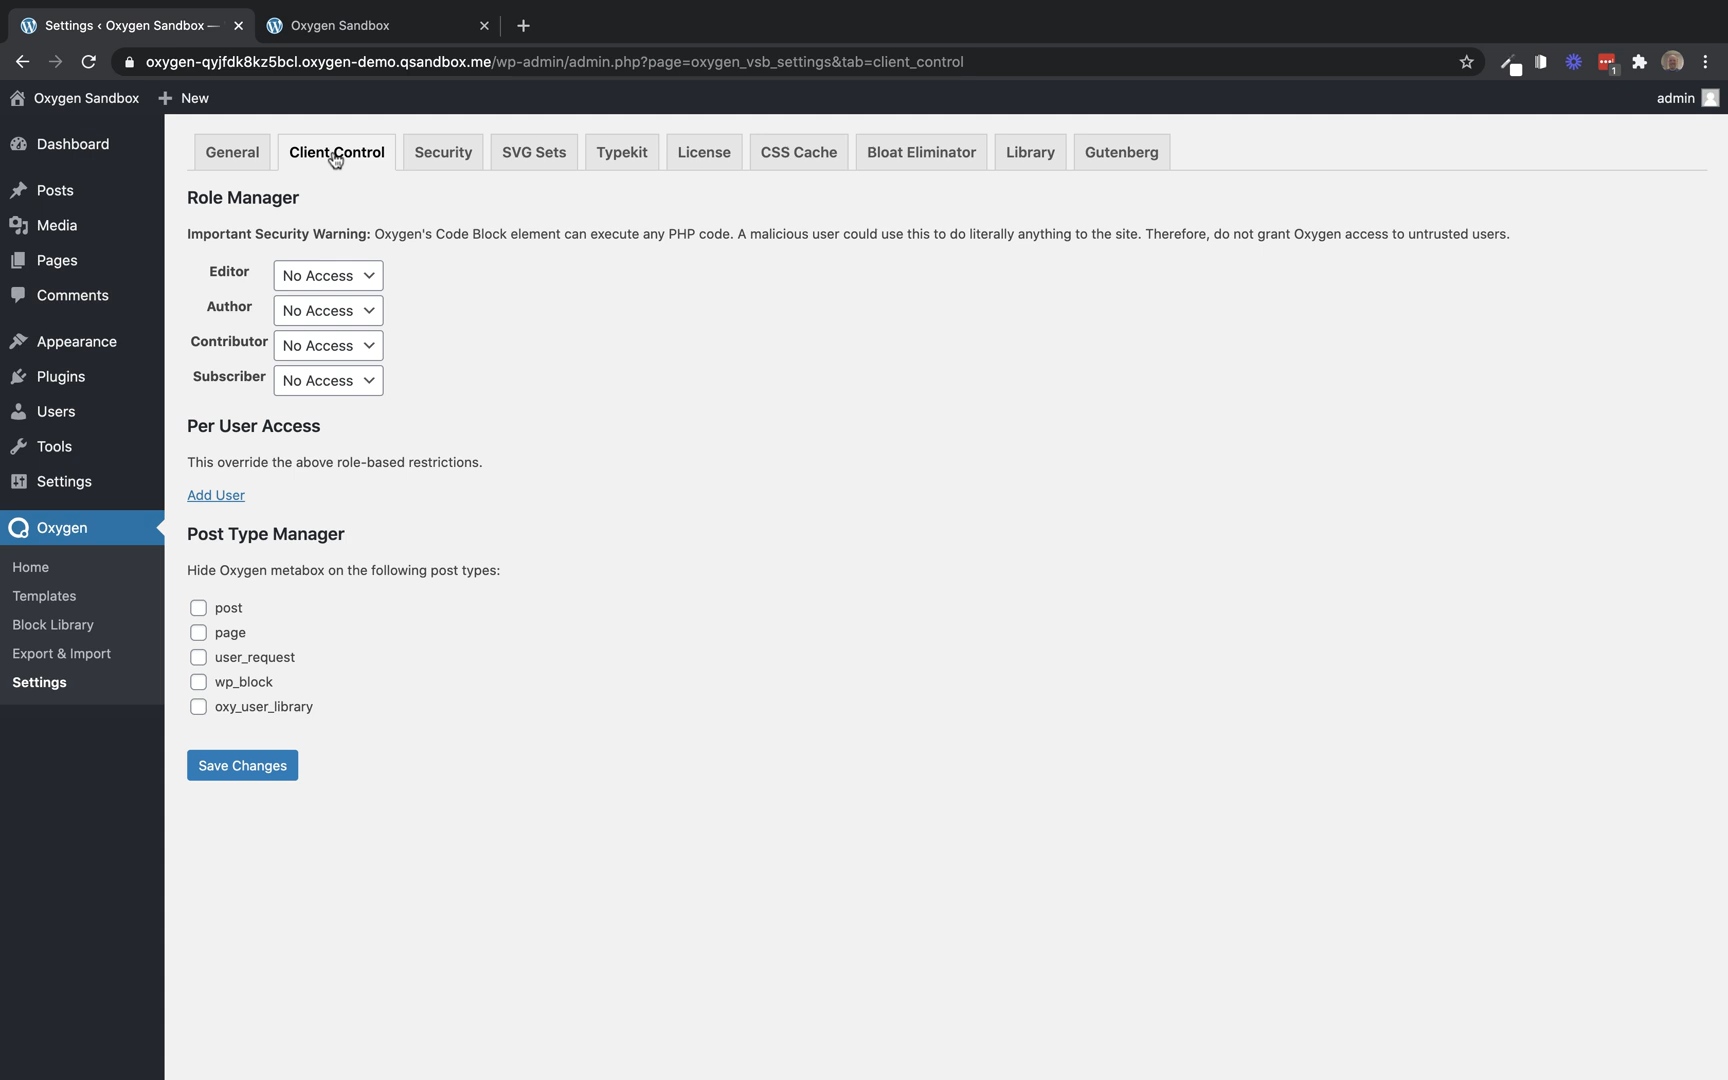 Settings ‹ Oxygen Sandbox —
Oxygen Sandbox
oxygen-qyjfdk8kz5bcl.oxygen-demo.qsandbox.me/wp-admin/admin.php?page=oxygen_vsb_settings&tab=client_control
1
Oxygen Sandbox
New
admin
Dashboard
Posts
Media
Pages
Comments
Appearance
Plugins
Users
Tools
Settings
Oxygen
Home
Templates
Block Library
Export & Import
Settings
General
Client Control
Security
SVG Sets
Typekit
License
CSS Cache
Bloat Eliminator
Library
Gutenberg
Role Manager
Important Security Warning: Oxygen's Code Block element can execute any PHP code. A malicious user could use this to do literally anything to the site. Therefore, do not grant Oxygen access to untrusted users.
Editor No Access
Author No Access
Contributor No Access
Subscriber No Access
Per User Access
This override the above role-based restrictions.
Add User
Post Type Manager
Hide Oxygen metabox on the following post types:
post
page
user_request
wp_block
oxy_user_library
Save Changes